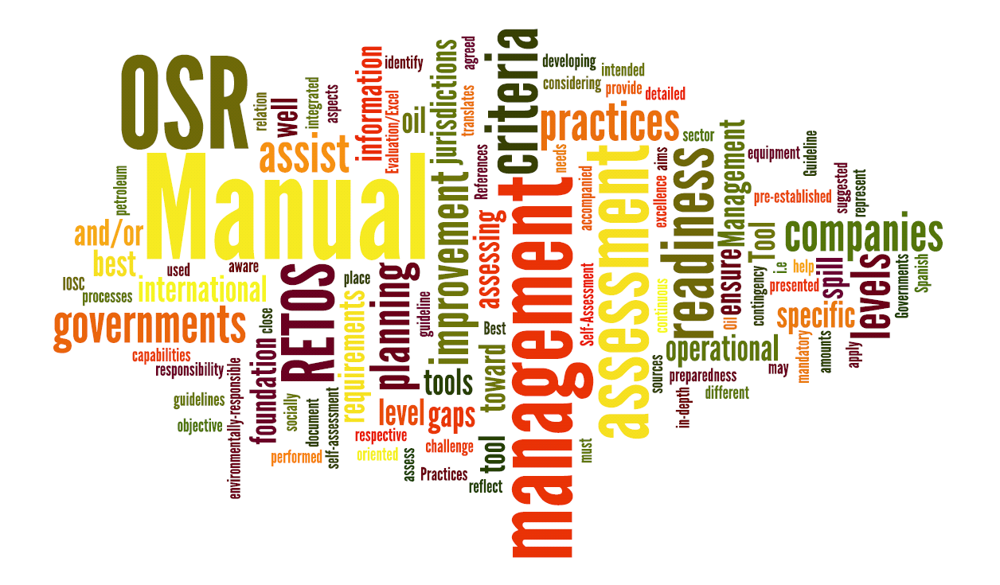 OSR
Manual
relation
well
integrated
aspects
assist
information
identify
Evaluation/Excel
oil
jurisdictions
agreed
translates
criteria
developing
intended
considering
provide
detailed
practices
sector
needs
References
petroleum
and/or
best
used
aware
IOSC
processes
international
governments
close
RETOS
place
planning
guideline
requirements
improvement
assessing
Best
management
accompanied
Self-Assessment
assessment
aims
excellence
continuous
readiness
Management
equipment
Guideline
pre-established
suggested
represent
Tool
companies
ensure
Oil
contingency
i.e
help
presented
spill
levels
Governments
Spanish
specific
operational
capabilities
responsibility
environmentally-responsible
foundation
guidelines
objective
socially
document
self-assessment
performed
tools
toward
level
gaps
respective
oriented
challenge
assess
Practices
tool
reflect
must
sources
preparedness
in-depth
different
may
mandatory
amounts
apply